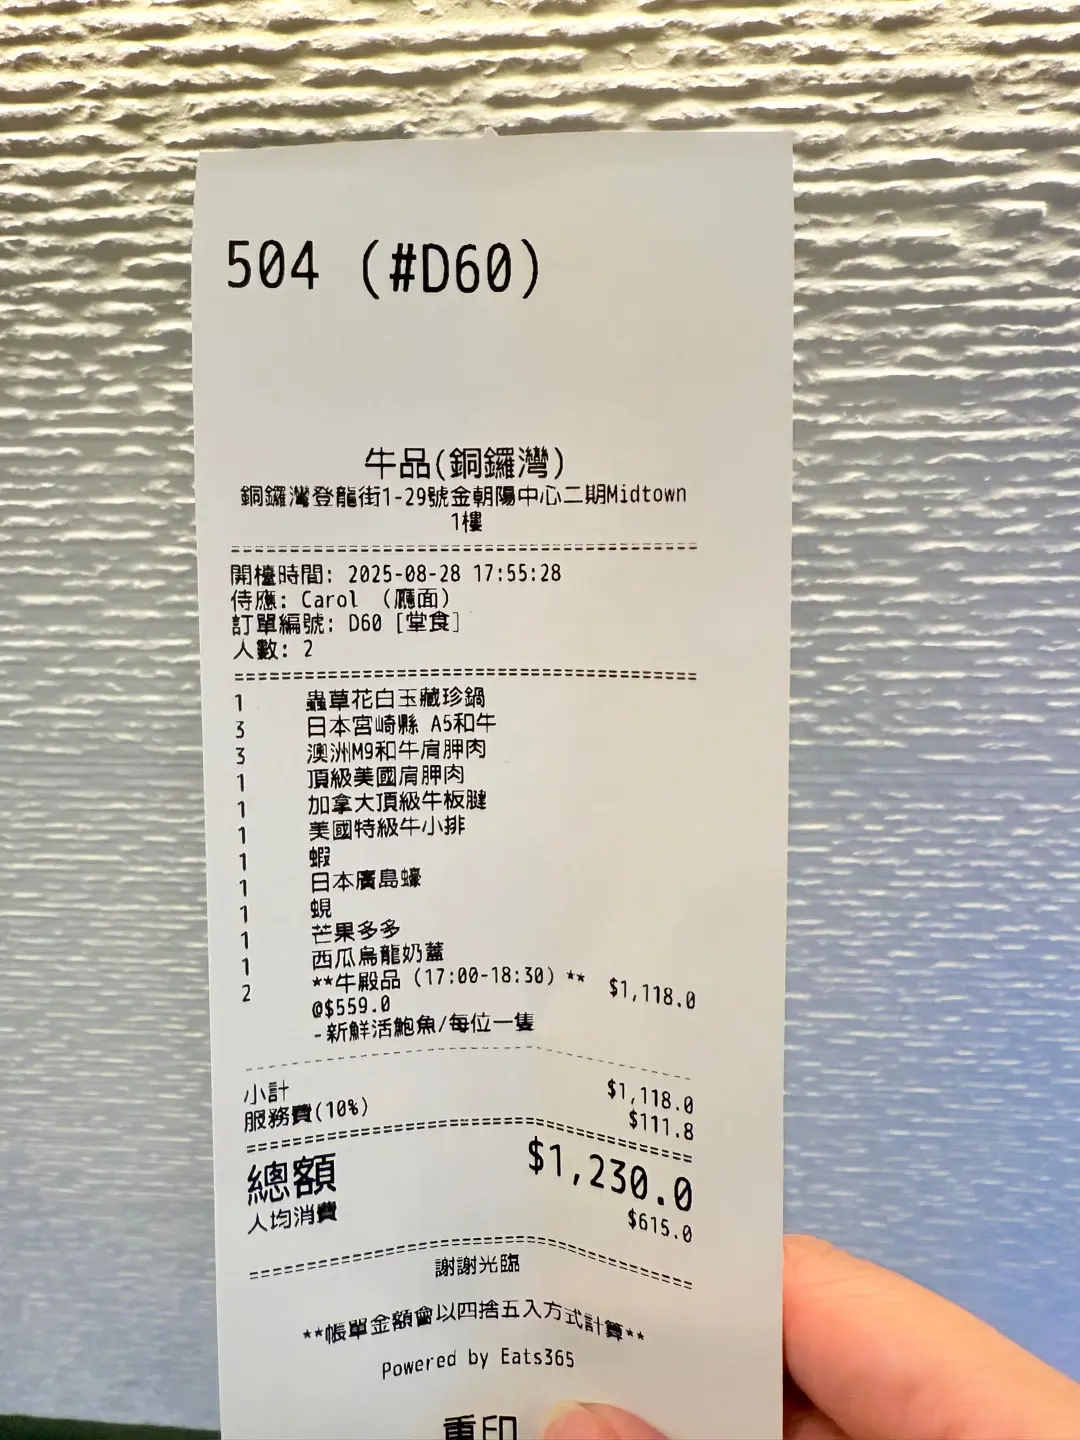 504 (#D60)
牛品(銅鑼灣)
銅鑼灣登龍街1-29號金朝陽中心二期Midtown
1樓
開檯時間: 2025-08-28 17:55:28
侍應: Carol （廳面)
訂單編號: D60 [堂食]
人數: 2
1 蟲草花白玉藏珍鍋
3 日本宮崎縣 A5和牛
3 澳洲M9和牛肩胛肉
1 頂級美國肩胛肉
1 加拿大頂級牛板腱
1 美國特級牛小排
1 蝦
1 日本廣島蠔
1 蜆
1 芒果多多
1 西瓜烏龍奶蓋
2 **牛殿品 (17:00-18:30) ** $1,118.0
@$559.0
-新鮮活鮑魚/每位一隻
小計 $1,118.0
服務費(10%) $111.8
總額 $1,230.0
人均消費 $615.0
謝謝光臨
**帳單金額會以四捨五入方式計算**
Powered by Eats365
重印